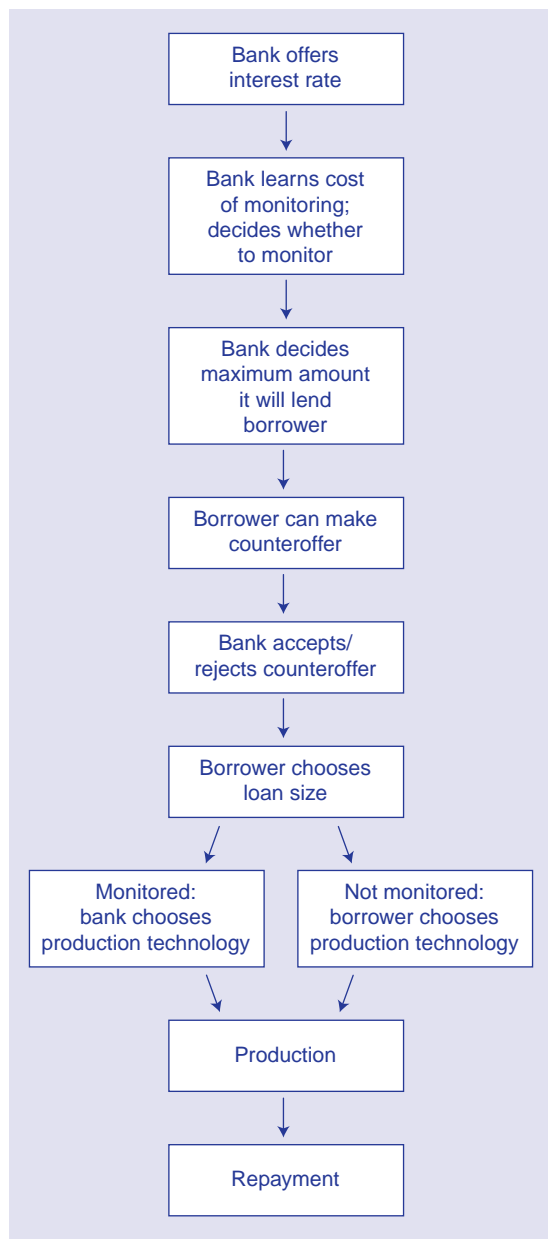 Bank offers
interest rate
Bank learns cost
of monitoring;
decides whether
to monitor
Bank decides
maximum amount
it will lend
borrower
Borrower can make
counteroffer
Bank accepts/
rejects counteroffer
Borrower chooses
loan size
Monitored:
bank chooses
production technology
Not monitored:
borrower chooses
production technology
Production
Repayment